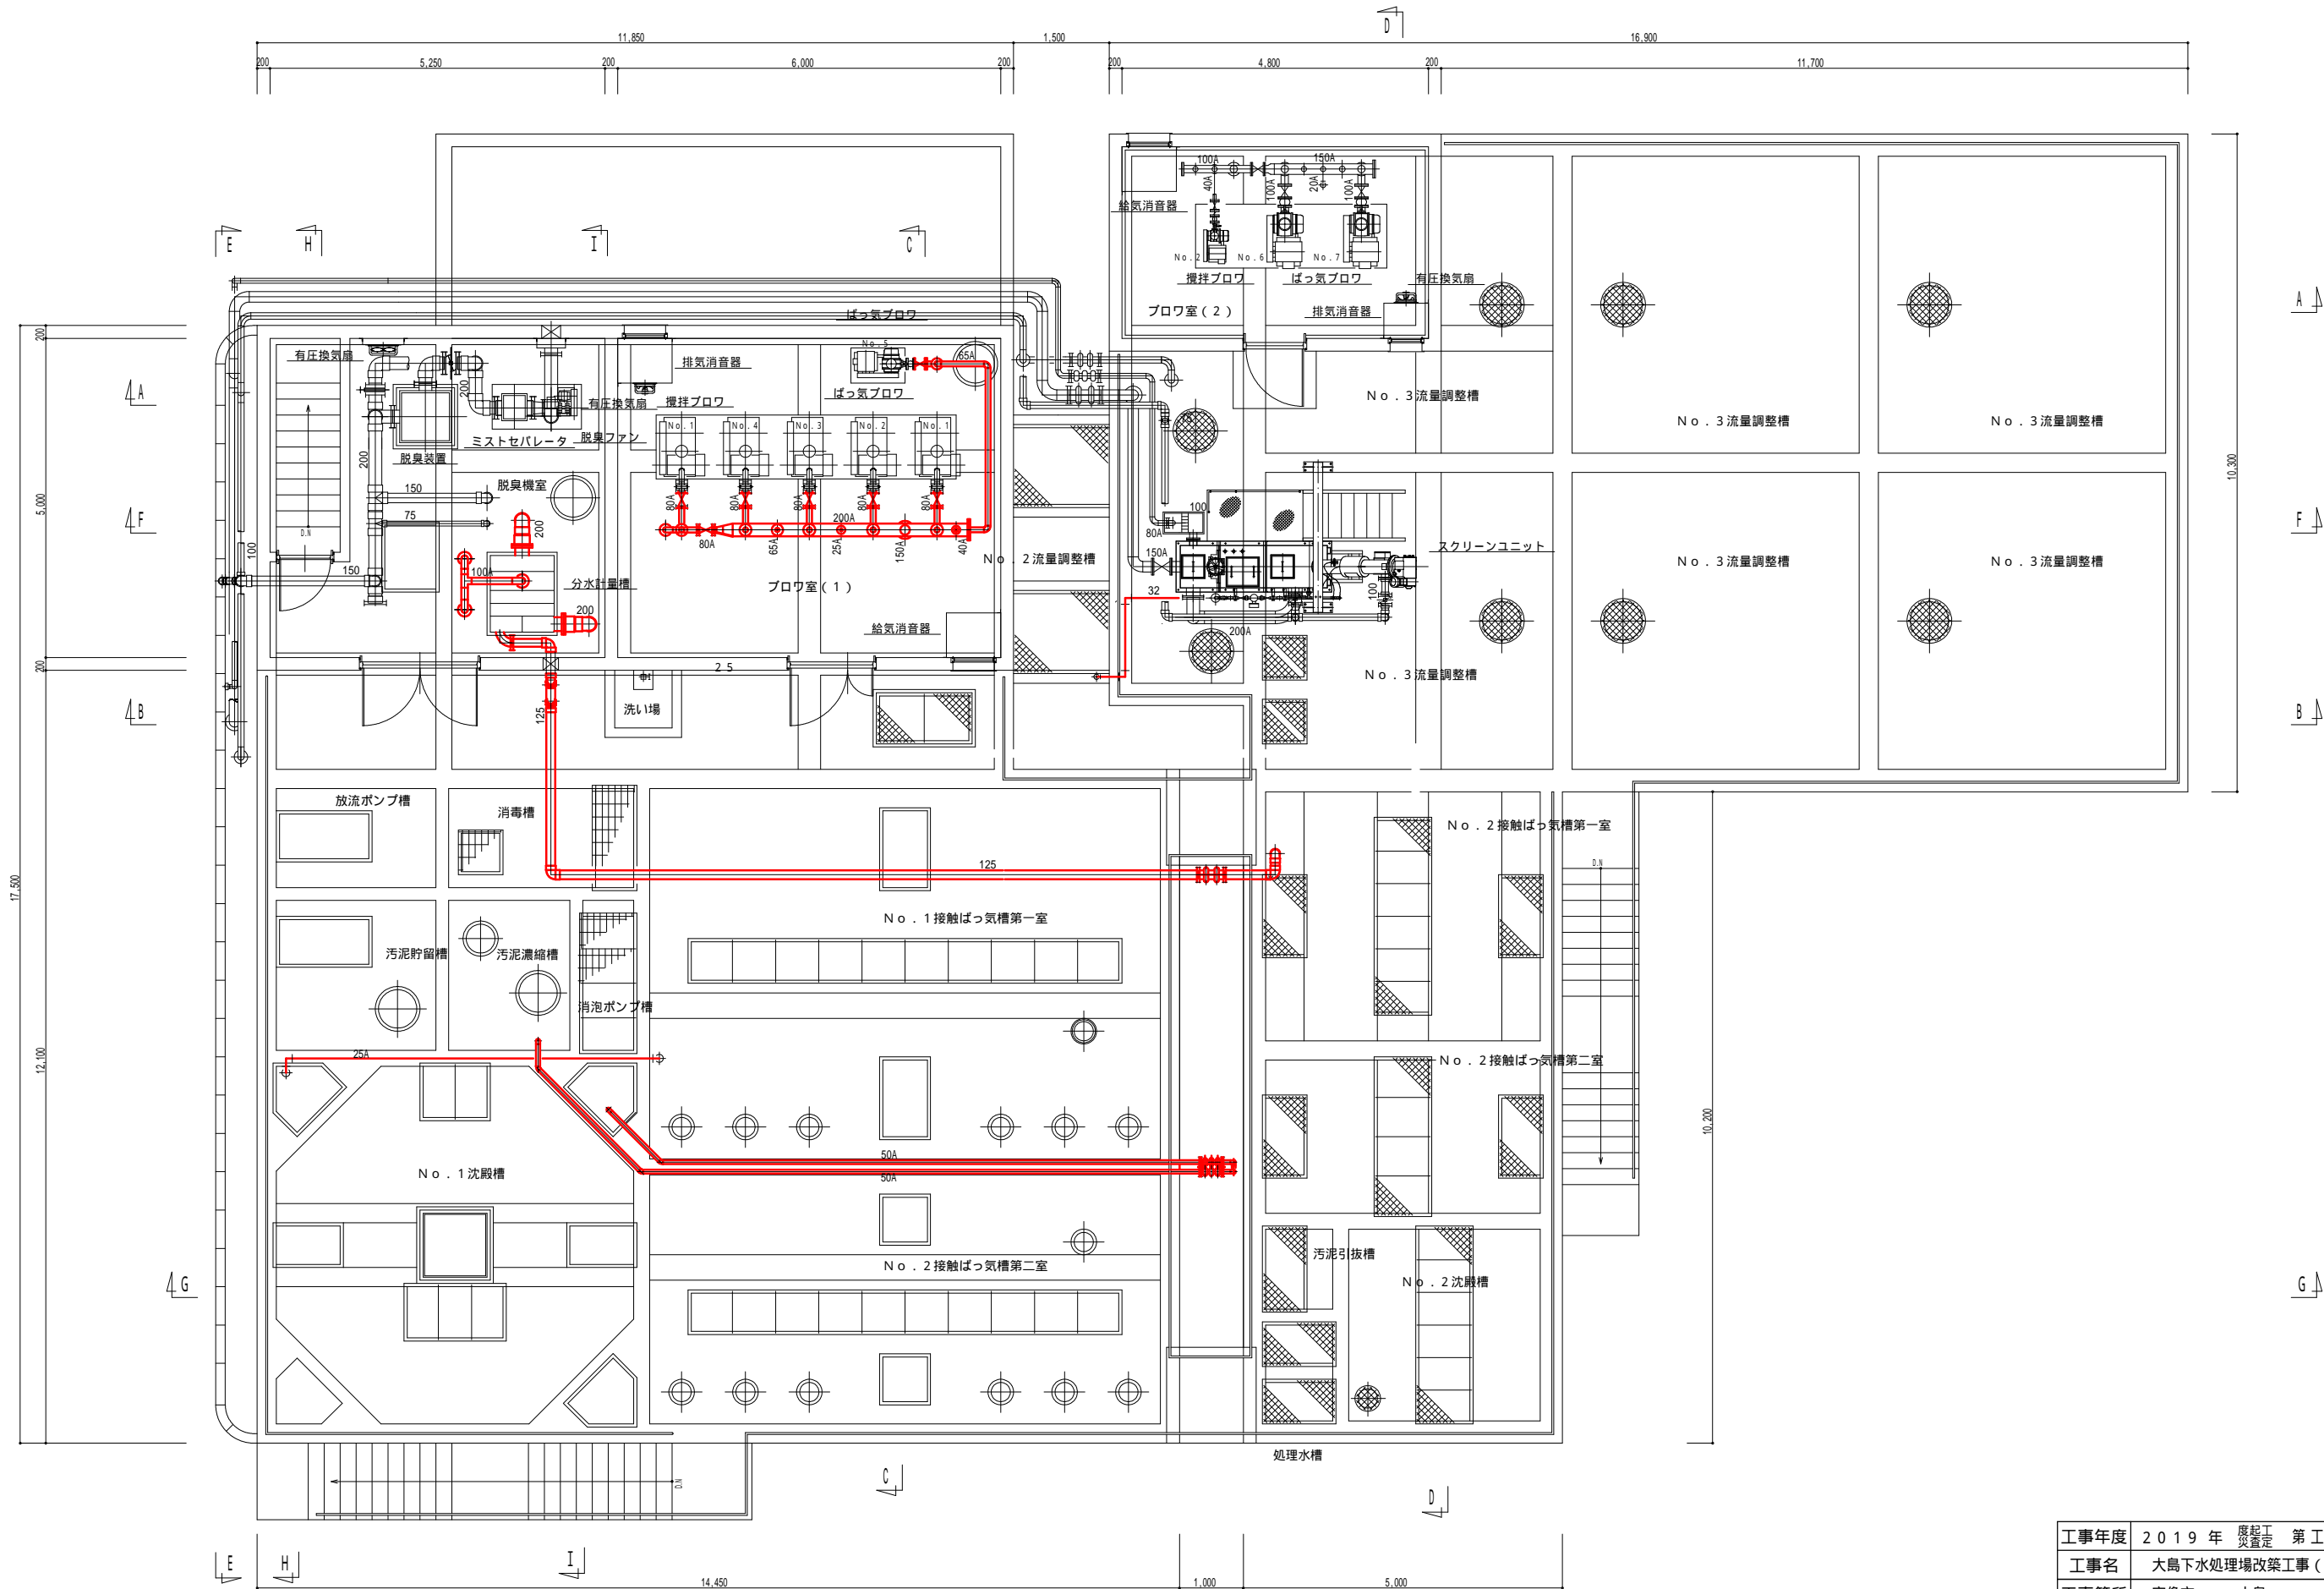 D
11,850
1,500
16,900
200
5,250
200
6,000
200
200
4,800
200
11,700
100A
150A
40A
100A
20A
100A
給気消音器
E
H
I
C
No.2
No.6
No.7
撹拌ブロワ
ばっ気ブロワ
有圧換気扇
ブロワ室(2)
排気消音器
A
ばっ気ブロワ
200
有圧換気扇
No.5
65A
排気消音器
200
有圧換気扇
撹拌ブロワ
ばっ気ブロワ
A
No.3流量調整槽
No.3流量調整槽
No.3流量調整槽
No.1
No.4
No.3
No.2
No.1
ミストセパレータ
脱臭ファン
脱臭装置
200
10,300
150
脱臭機室
80A
80A
80A
80A
80A
5,000
F
75
200
200A
100
F
D.N
80A
65A
25A
150A
40A
80A
100
スクリーンユニット
150
100A
分水計量槽
ブロワ室(1)
No.2流量調整槽
150A
No.3流量調整槽
No.3流量調整槽
32
100
200
給気消音器
200A
200
25
No.3流量調整槽
B
洗い場
125
B
放流ポンプ槽
消毒槽
No.2接触ばっ気槽第一室
125
D.N
17,500
No.1接触ばっ気槽第一室
汚泥貯留槽
汚泥濃縮槽
消泡ポンプ槽
12,100
25A
No.2接触ばっ気槽第二室
10,200
50A
No.1沈殿槽
50A
汚泥引抜槽
No.2接触ばっ気槽第二室
No.2沈殿槽
G
G
処理水槽
C
D.N
D
E
H
I
14,450
1,000
5,000
工事年度 2019 年 度起工 災査定 第工
工事名 大島下水処理場改築工事(